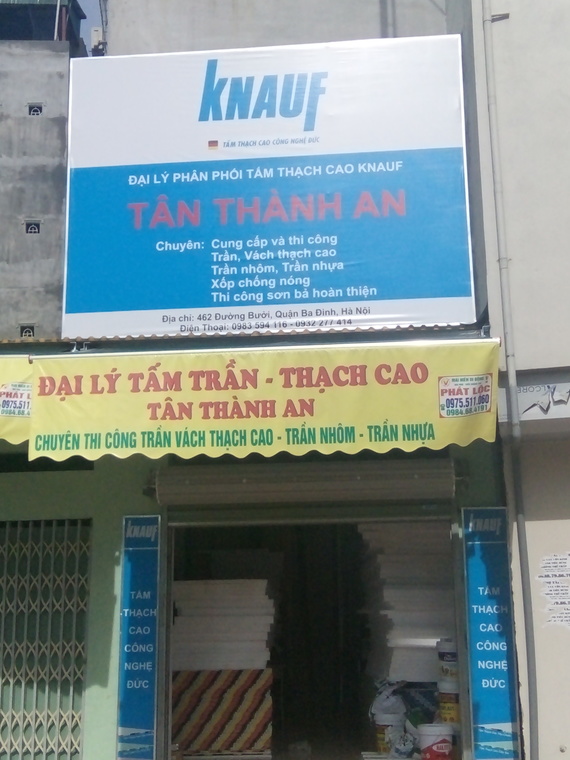 KNAUF
TẤM THẠCH CAO CÔNG NGHỆ ĐỨC
ĐẠI LÝ PHÂN PHỐI TẤM THẠCH CAO KNAUF
TÂN THÀNH AN
Chuyên: Cung cấp và thi công
Trần, Vách thạch cao
Trần nhôm, Trần nhựa
Xốp chống nóng
Thi công sơn bả hoàn thiện
Địa chỉ: 462 Đường Bưởi, Quận Ba Đình, Hà Nội
Điện Thoại: 0983 594 116 - 0932 277 414
ĐẠI LÝ TẤM TRẦN - THẠCH CAO
TÂN THÀNH AN
CHUYÊN THI CÔNG TRẦN VÁCH THẠCH CAO - TRẦN NHÔM - TRẦN NHỰA
PHÁT LỘC
0975.511.060
PHÁT LỘC
KNAUF
TẤM
THẠCH
CAO
CÔNG
NGHỆ
ĐỨC
KNAUF
TẤM
THẠCH
CAO
CÔNG
NGHỆ
ĐỨC